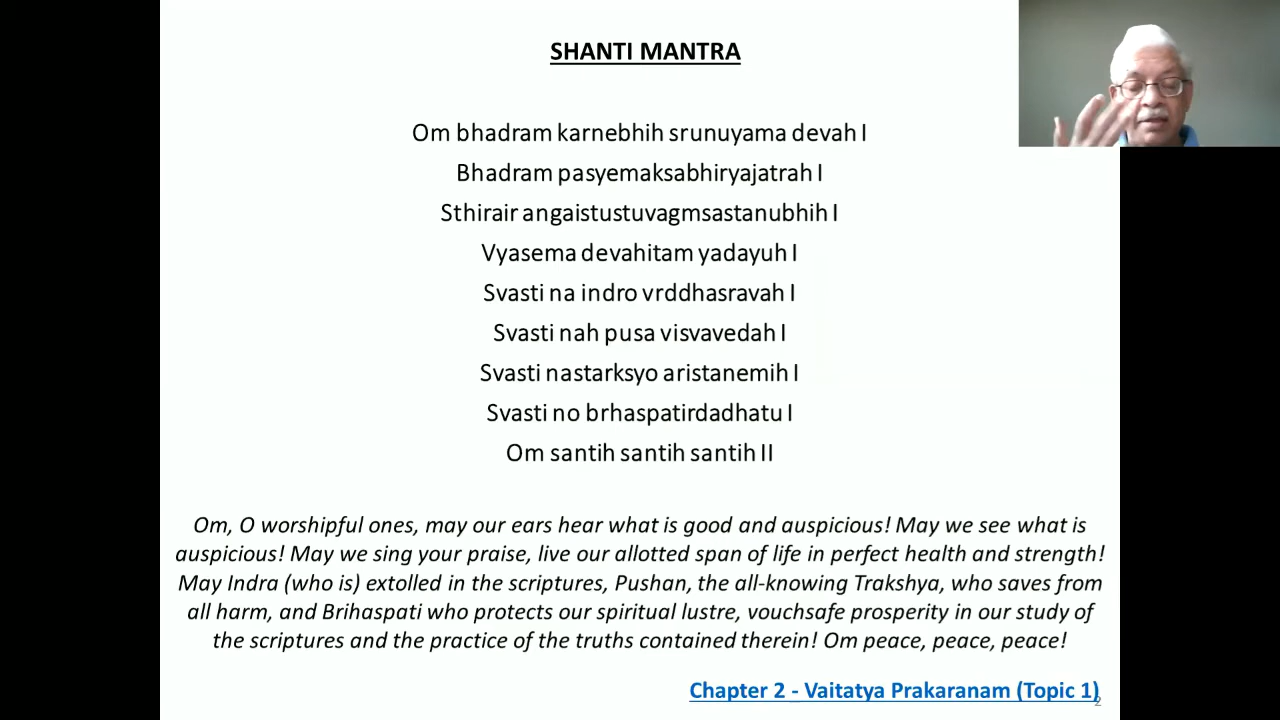 SHANTI MANTRA
Om bhadram karnebhih srunuyama devah I
Bhadram pasyemaksabhiryajatrah I
Sthirair angaistustuvagmsastanubhih I
Vyasema devahitam yadayuh I
Svasti na indro vrddhasravah I
Svasti nah pusa visvavedah I
Svasti nastarksyo aristanemih I
Svasti no brhaspatirdadhatu I
Om santih santih santih II
Om, O worshipful ones, may our ears hear what is good and auspicious! May we see what is
auspicious! May we sing your praise, live our allotted span of life in perfect health and strength!
May Indra (who is) extolled in the scriptures, Pushan, the all-knowing Trakshya, who saves from
all harm, and Brihaspati who protects our spiritual lustre, vouchsafe prosperity in our study of
the scriptures and the practice of the truths contained therein! Om peace, peace, peace!
Chapter 2 - Vaitatya Prakaranam (Topic 1)
2